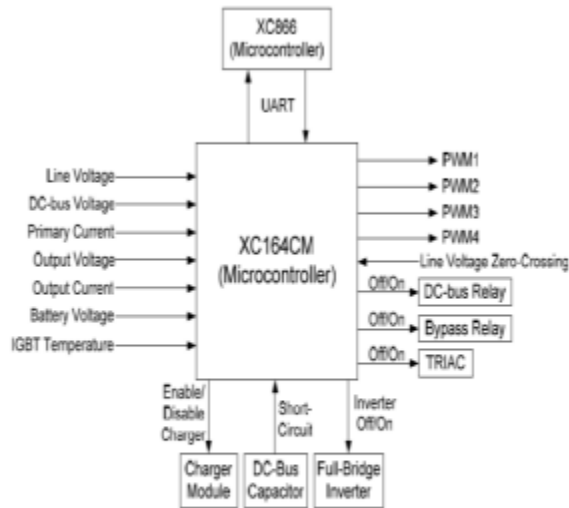 XC866
(Microcontroller)
UART
Line Voltage
DC-bus Voltage
Primary Current
Output Voltage
Output Current
Battery Voltage
IGBT Temperature
XC164CM
(Microcontroller)
PWM1
PWM2
PWM3
PWM4
Line Voltage Zero-Crossing
Off/On
DC-bus Relay
Off/On
Bypass Relay
Off/On
TRIAC
Enable/
Disable
Charger
Short-
Circuit
Inverter
Off/On
Charger
Module
DC-Bus
Capacitor
Full-Bridge
Inverter